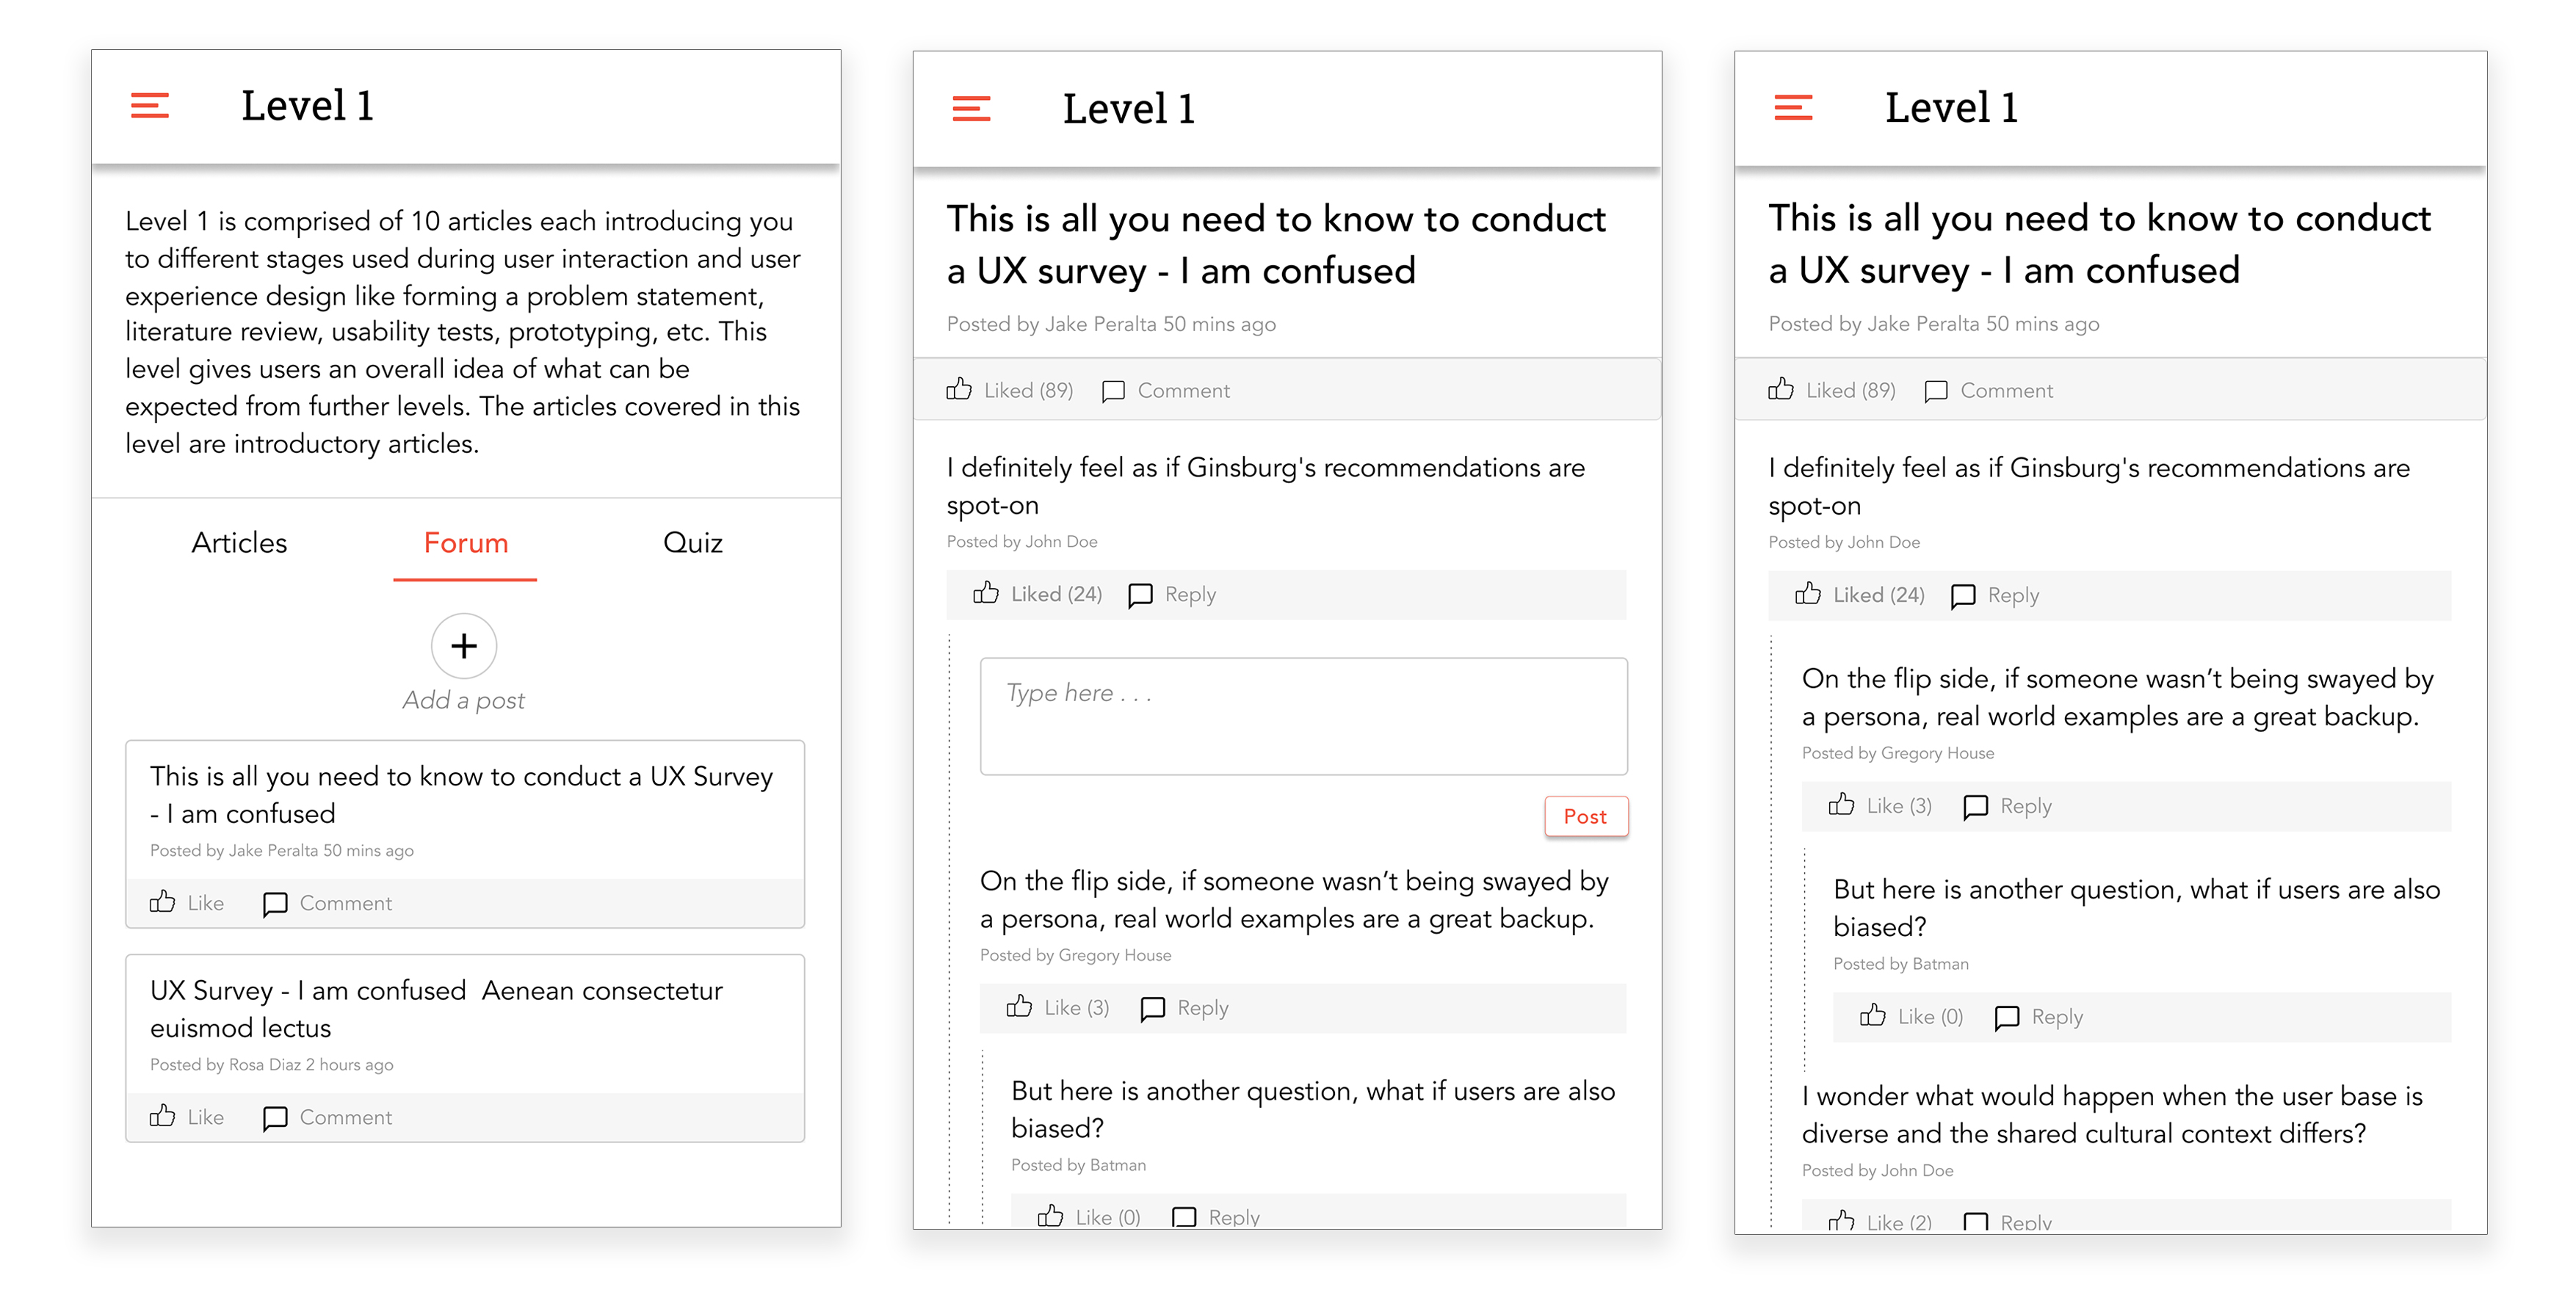 Level 1
Level 1 is comprised of 10 articles each introducing you
to different stages used during user interaction and user
experience design like forming a problem statement,
literature review, usability tests, prototyping, etc. This
level gives users an overall idea of what can be
expected from further levels. The articles covered in this
level are introductory articles.
Articles Forum Quiz
+
Add a post
This is all you need to know to conduct a UX Survey
- I am confused
Posted by Jake Peralta 50 mins ago
Like Comment
UX Survey - I am confused  Aenean consectetur
euismod lectus
Posted by Rosa Diaz 2 hours ago
Like Comment
Level 1
This is all you need to know to conduct
a UX survey - I am confused
Posted by Jake Peralta 50 mins ago
Liked (89) Comment
I definitely feel as if Ginsburg's recommendations are
spot-on
Posted by John Doe
Liked (24) Reply
Type here . . .
Post
On the flip side, if someone wasn’t being swayed by
a persona, real world examples are a great backup.
Posted by Gregory House
Like (3) Reply
But here is another question, what if users are also
biased?
Posted by Batman
Like (0) Reply
Level 1
This is all you need to know to conduct
a UX survey - I am confused
Posted by Jake Peralta 50 mins ago
Liked (89) Comment
I definitely feel as if Ginsburg's recommendations are
spot-on
Posted by John Doe
Liked (24) Reply
On the flip side, if someone wasn’t being swayed by
a persona, real world examples are a great backup.
Posted by Gregory House
Like (3) Reply
But here is another question, what if users are also
biased?
Posted by Batman
Like (0) Reply
I wonder what would happen when the user base is
diverse and the shared cultural context differs?
Posted by John Doe
Like (2) Reply